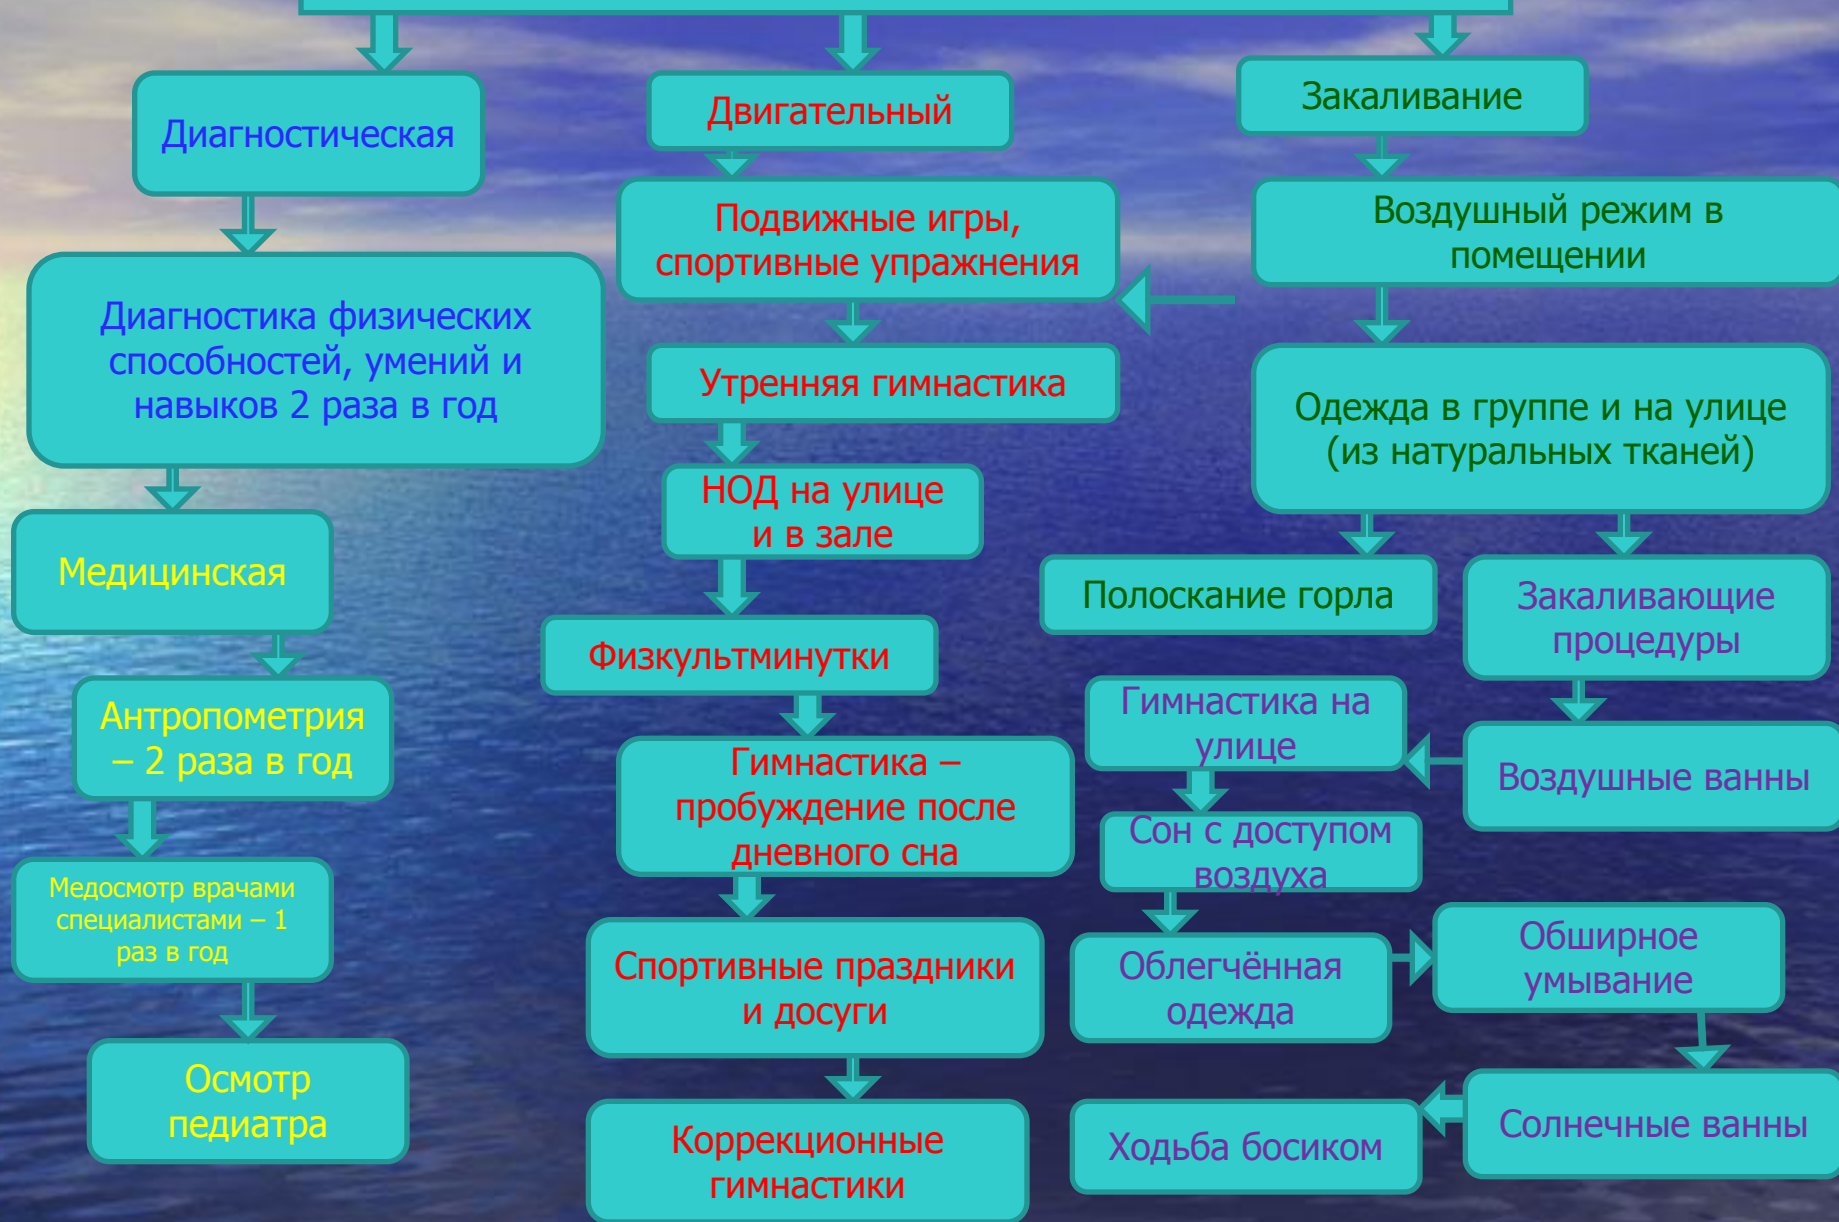 Диагностическая
Диагностика физических
способностей, умений и
навыков 2 раза в год
Медицинская
Антропометрия
– 2 раза в год
Медосмотр врачами
специалистами – 1
раз в год
Осмотр
педиатра
Двигательный
Подвижные игры,
спортивные упражнения
Утренняя гимнастика
НОД на улице
и в зале
Физкультминутки
Гимнастика –
пробуждение после
дневного сна
Спортивные праздники
и досуги
Коррекционные
гимнастики
Закаливание
Воздушный режим в
помещении
Одежда в группе и на улице
(из натуральных тканей)
Полоскание горла
Закаливающие
процедуры
Воздушные ванны
Гимнастика на
улице
Сон с доступом
воздуха
Облегчённая
одежда
Обширное
умывание
Солнечные ванны
Ходьба босиком